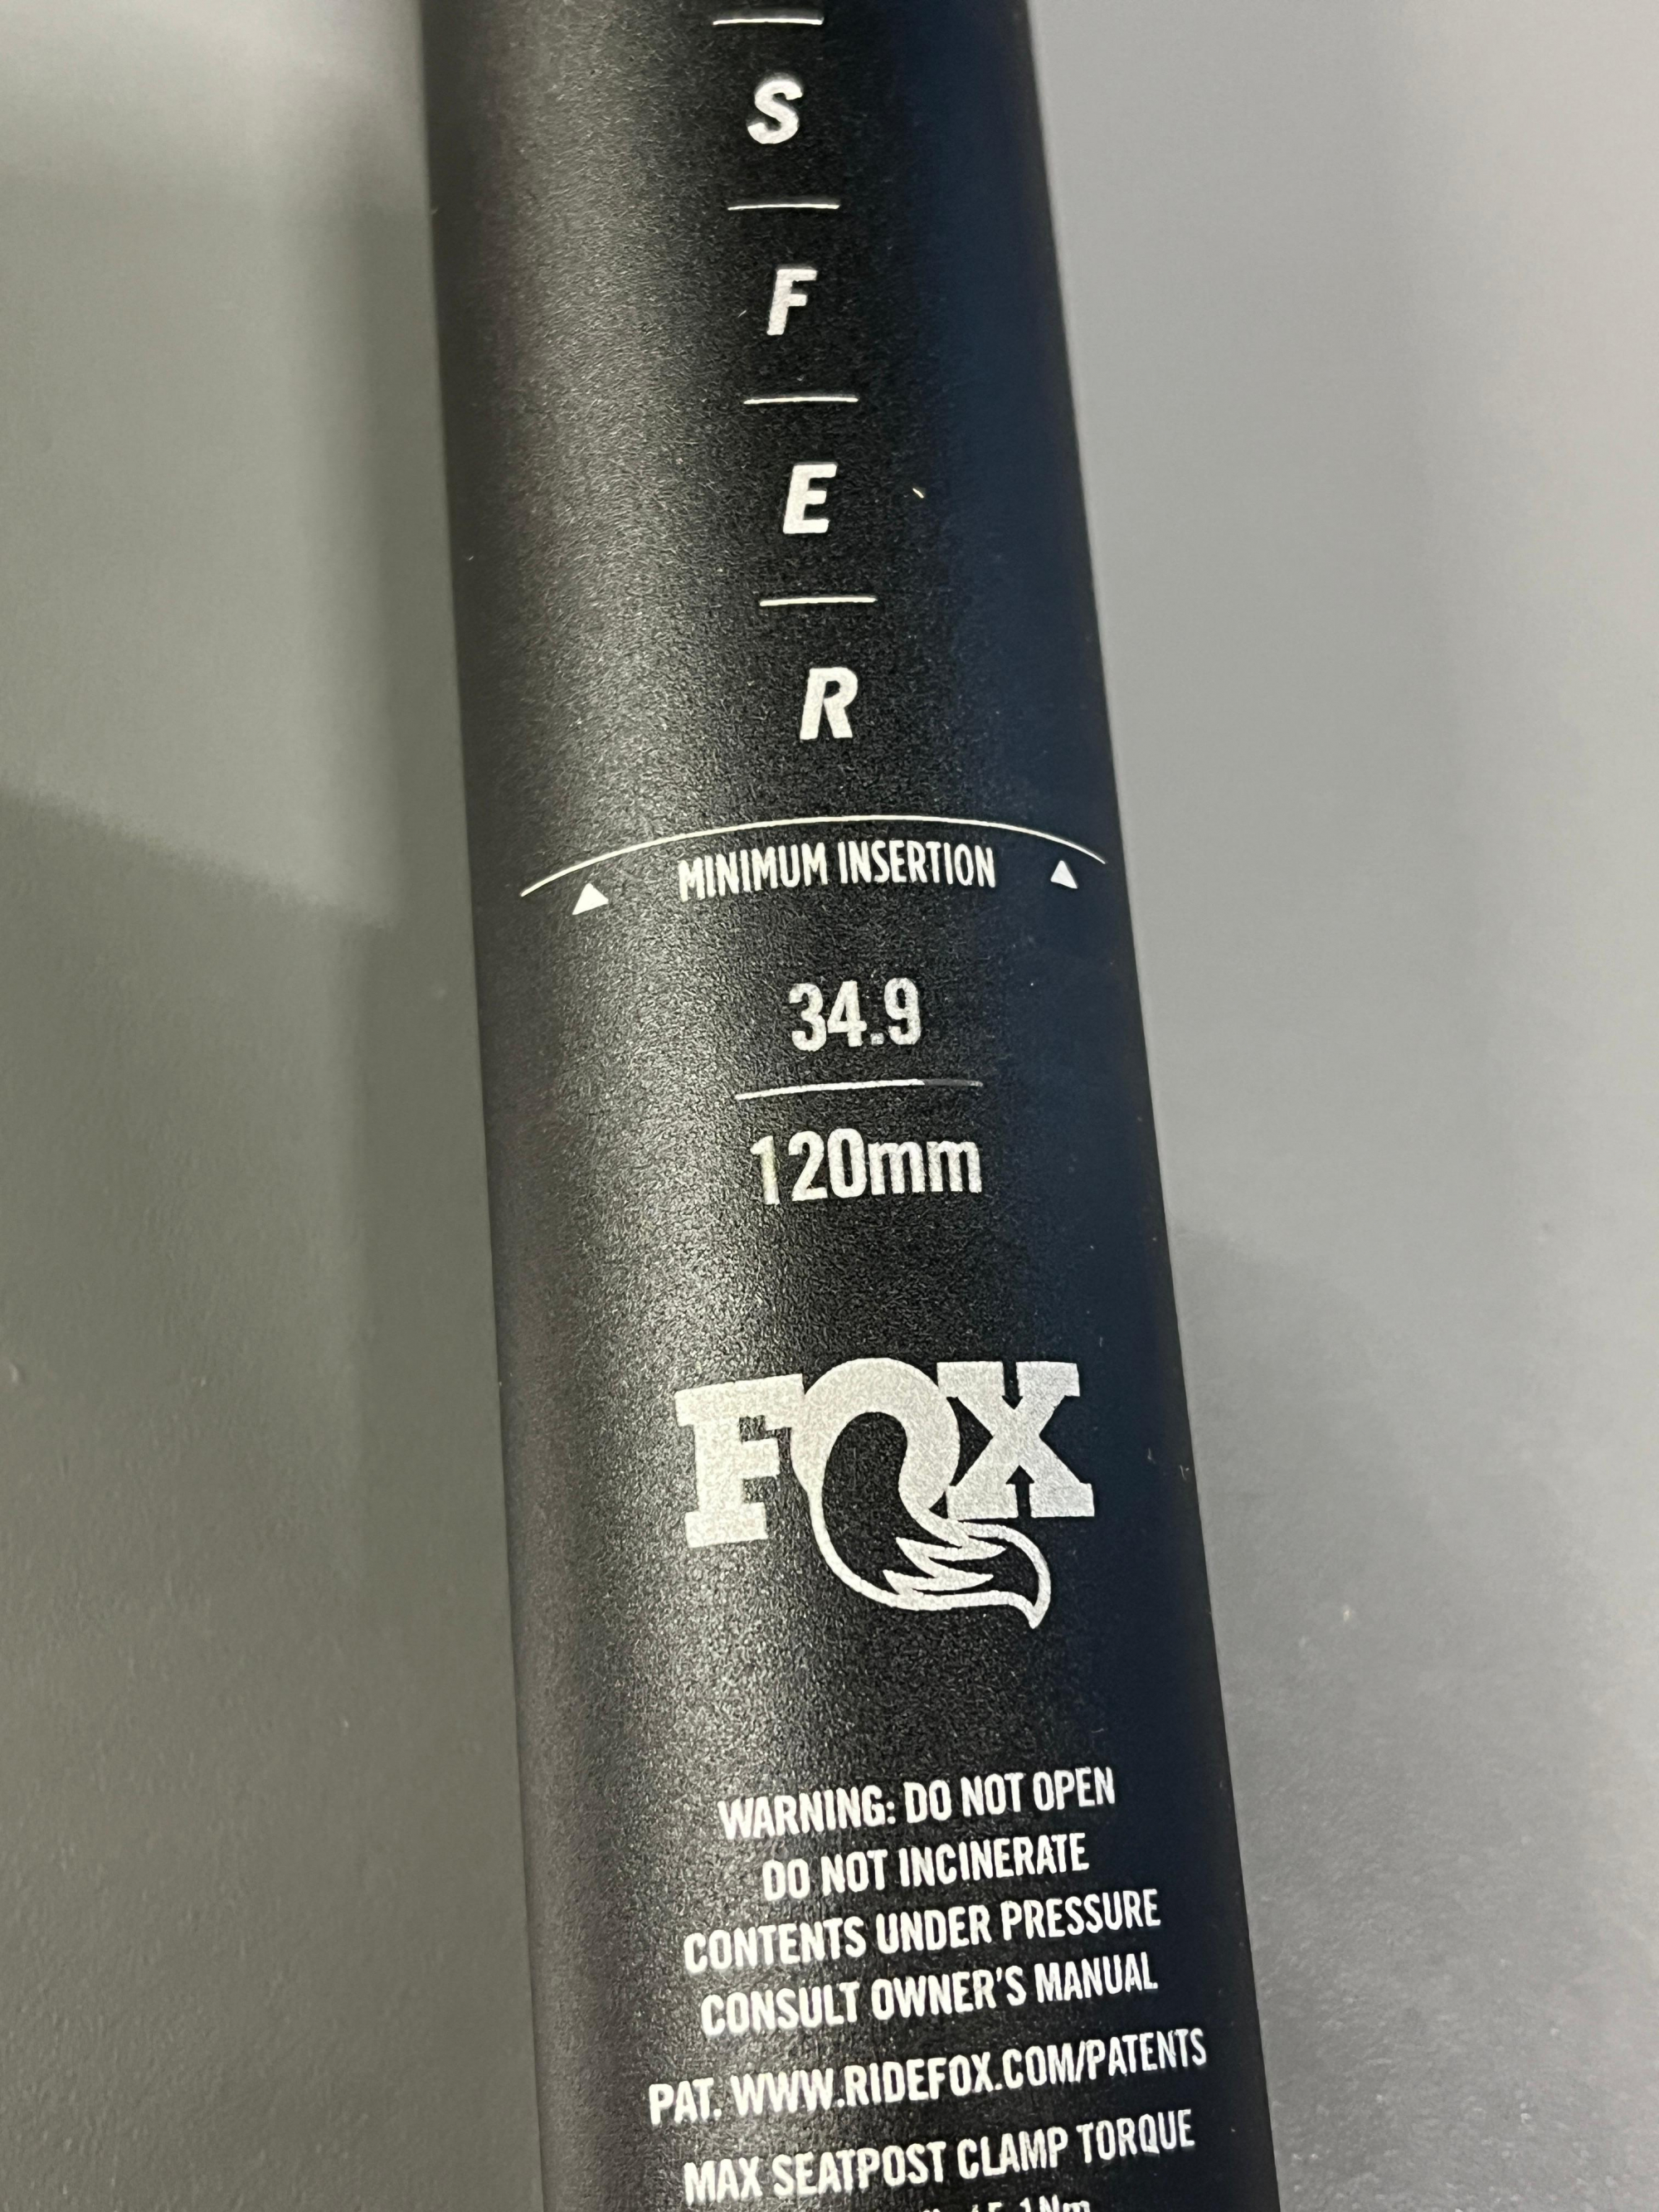 S
F
E
R
MINIMUM INSERTION
34.9
120mm
FOX
WARNING: DO NOT OPEN
DO NOT INCINERATE
CONTENTS UNDER PRESSURE
CONSULT OWNER'S MANUAL
PAT. WWW.RIDEFOX.COM/PATENTS
MAX SEATPOST CLAMP TORQUE